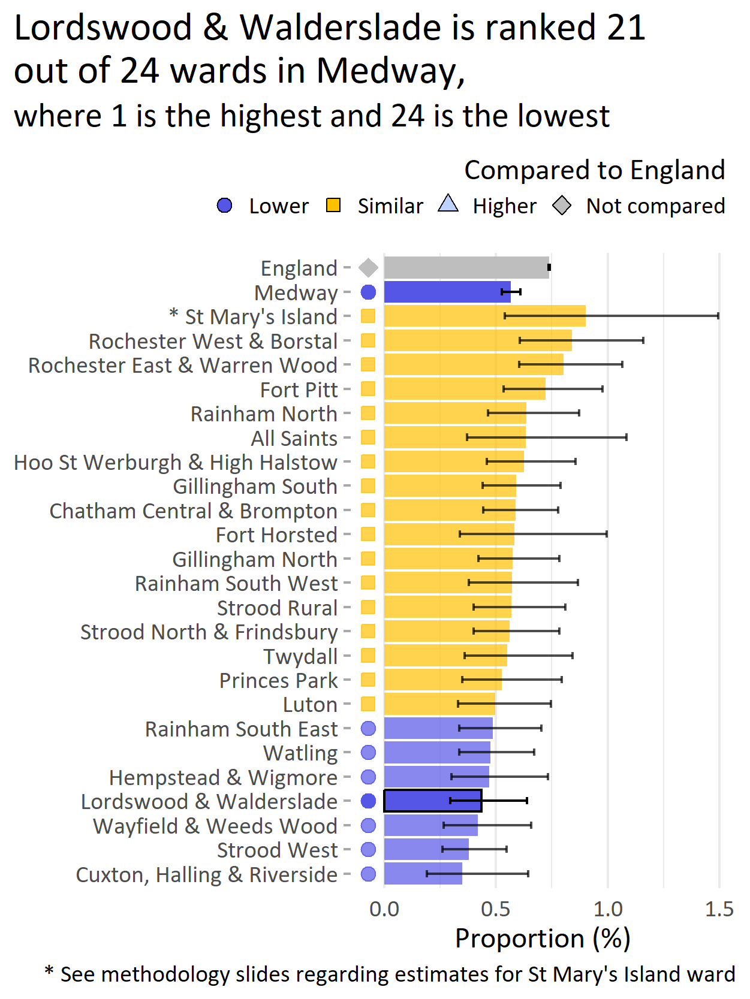 Lordswood & Walderslade is ranked 21
out of 24 wards in Medway,
where 1 is the highest and 24 is the lowest
Compared to England
Lower Similar Higher Not compared
England
Medway
* St Mary's Island
Rochester West & Borstal
Rochester East & Warren Wood
Fort Pitt
Rainham North
All Saints
Hoo St Werburgh & High Halstow
Gillingham South
Chatham Central & Brompton
Fort Horsted
Gillingham North
Rainham South West
Strood Rural
Strood North & Frindsbury
Twydall
Princes Park
Luton
Rainham South East
Watling
Hempstead & Wigmore
Lordswood & Walderslade
Wayfield & Weeds Wood
Strood West
Cuxton, Halling & Riverside
0.0 0.5 1.0 1.5
Proportion (%)
* See methodology slides regarding estimates for St Mary's Island ward